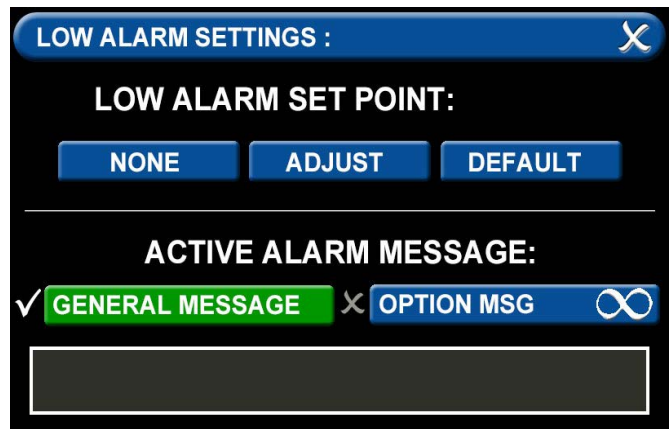 LOW ALARM SETTINGS :
LOW ALARM SET POINT:
NONE ADJUST DEFAULT
ACTIVE ALARM MESSAGE:
GENERAL MESSAGE OPTION MSG